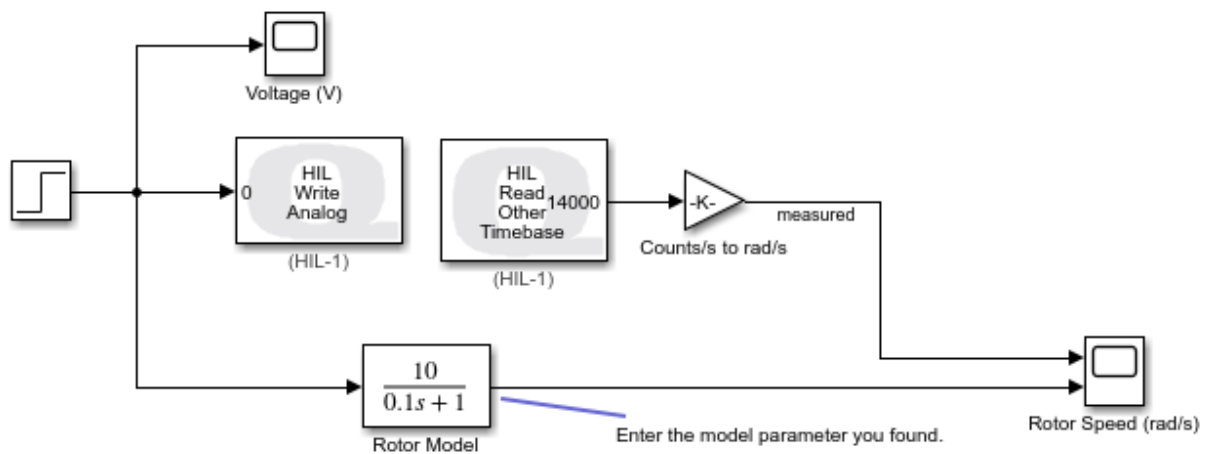 Voltage (V)
0
HIL
Write
Analog
(HIL-1)
HIL
Read
Other
Timebase
14000
(HIL-1)
-K-
Counts/s to rad/s
measured
10
0.1s + 1
Rotor Model
Enter the model parameter you found.
Rotor Speed (rad/s)